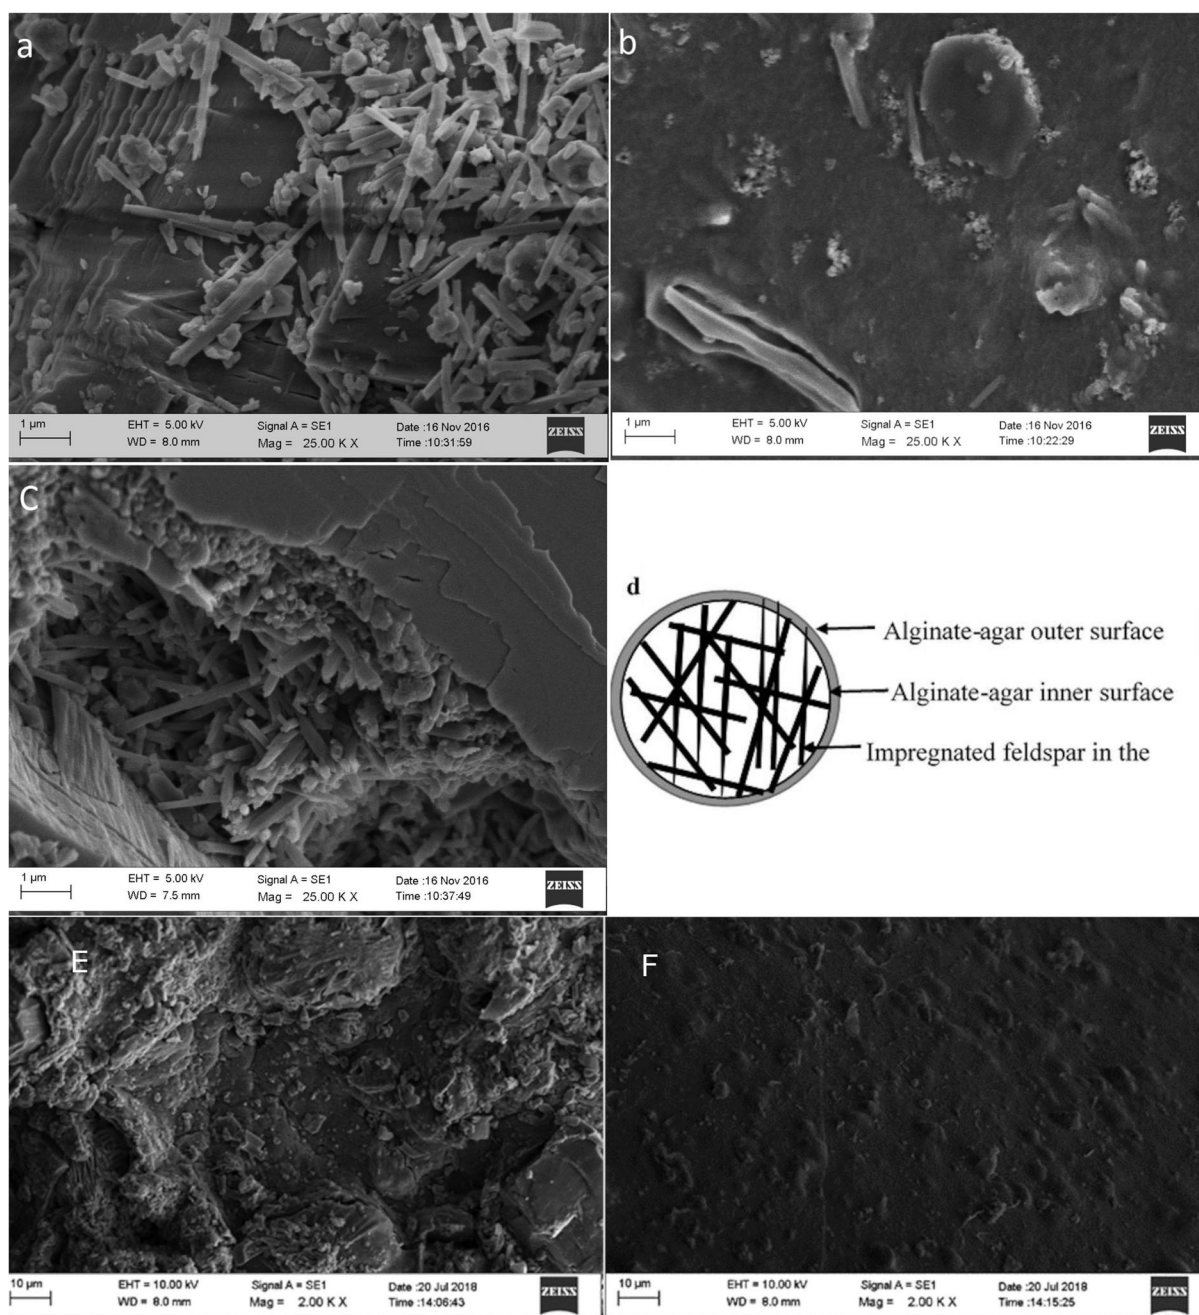 a
1 µm
EHT = 5.00 kV
WD = 8.0 mm
Signal A = SE1
Mag = 25.00 K X
Date :16 Nov 2016
Time :10:31:59
ZEISS
b
1 µm
EHT = 5.00 kV
WD = 8.0 mm
Signal A = SE1
Mag = 25.00 K X
Date :16 Nov 2016
Time :10:22:29
ZEISS
C
1 µm
EHT = 5.00 kV
WD = 7.5 mm
Signal A = SE1
Mag = 25.00 K X
Date :16 Nov 2016
Time :10:37:49
ZEISS
d
Alginate-agar outer surface
Alginate-agar inner surface
Impregnated feldspar in the
E
10 µm
EHT = 10.00 kV
WD = 8.0 mm
Signal A = SE1
Mag = 2.00 K X
Date :20 Jul 2018
Time :14:06:43
ZEISS
F
10 µm
EHT = 10.00 kV
WD = 8.0 mm
Signal A = SE1
Mag = 2.00 K X
Date :20 Jul 2018
Time :14:15:25
ZEISS